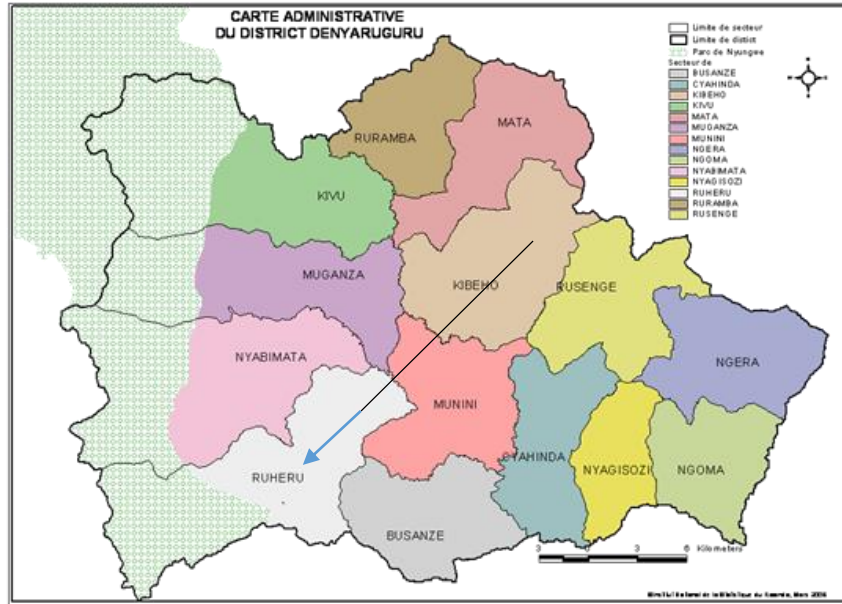 CARTE ADMINISTRATIVE
DU DISTRICT DENYARUGURU
Limite de secteur
Limite de district
Parc de Nyungwe
Secteur de
BUSANZE
CYAHINDA
KIBEHO
KIVU
MATA
MUGANZA
MUNINI
NGERA
NGOMA
NYABIMATA
NYAGISOZI
RUHERU
RURAMBA
RUSENGE
MATA
RURAMBA
KIVU
MUGANZA
KIBEHO
RUSENGE
NYABIMATA
NGERA
MUNINI
CYAHINDA
NYAGISOZI
NGOMA
RUHERU
BUSANZE
3 0 3 6 Kilometers